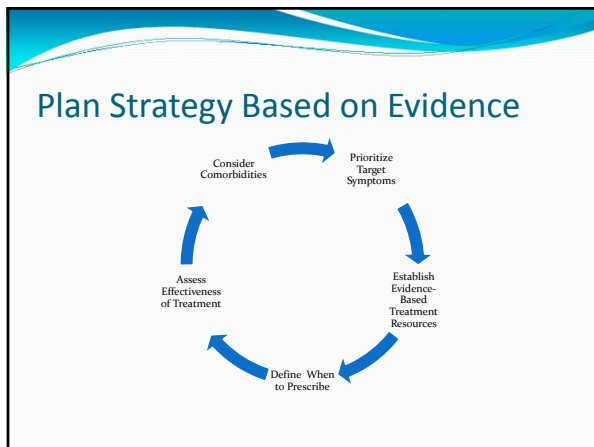 Plan Strategy Based on Evidence
Consider
Comorbidities
Prioritize
Target
Symptoms
Establish
Evidence-
Based
Treatment
Resources
Define When
to Prescribe
Assess
Effectiveness
of Treatment